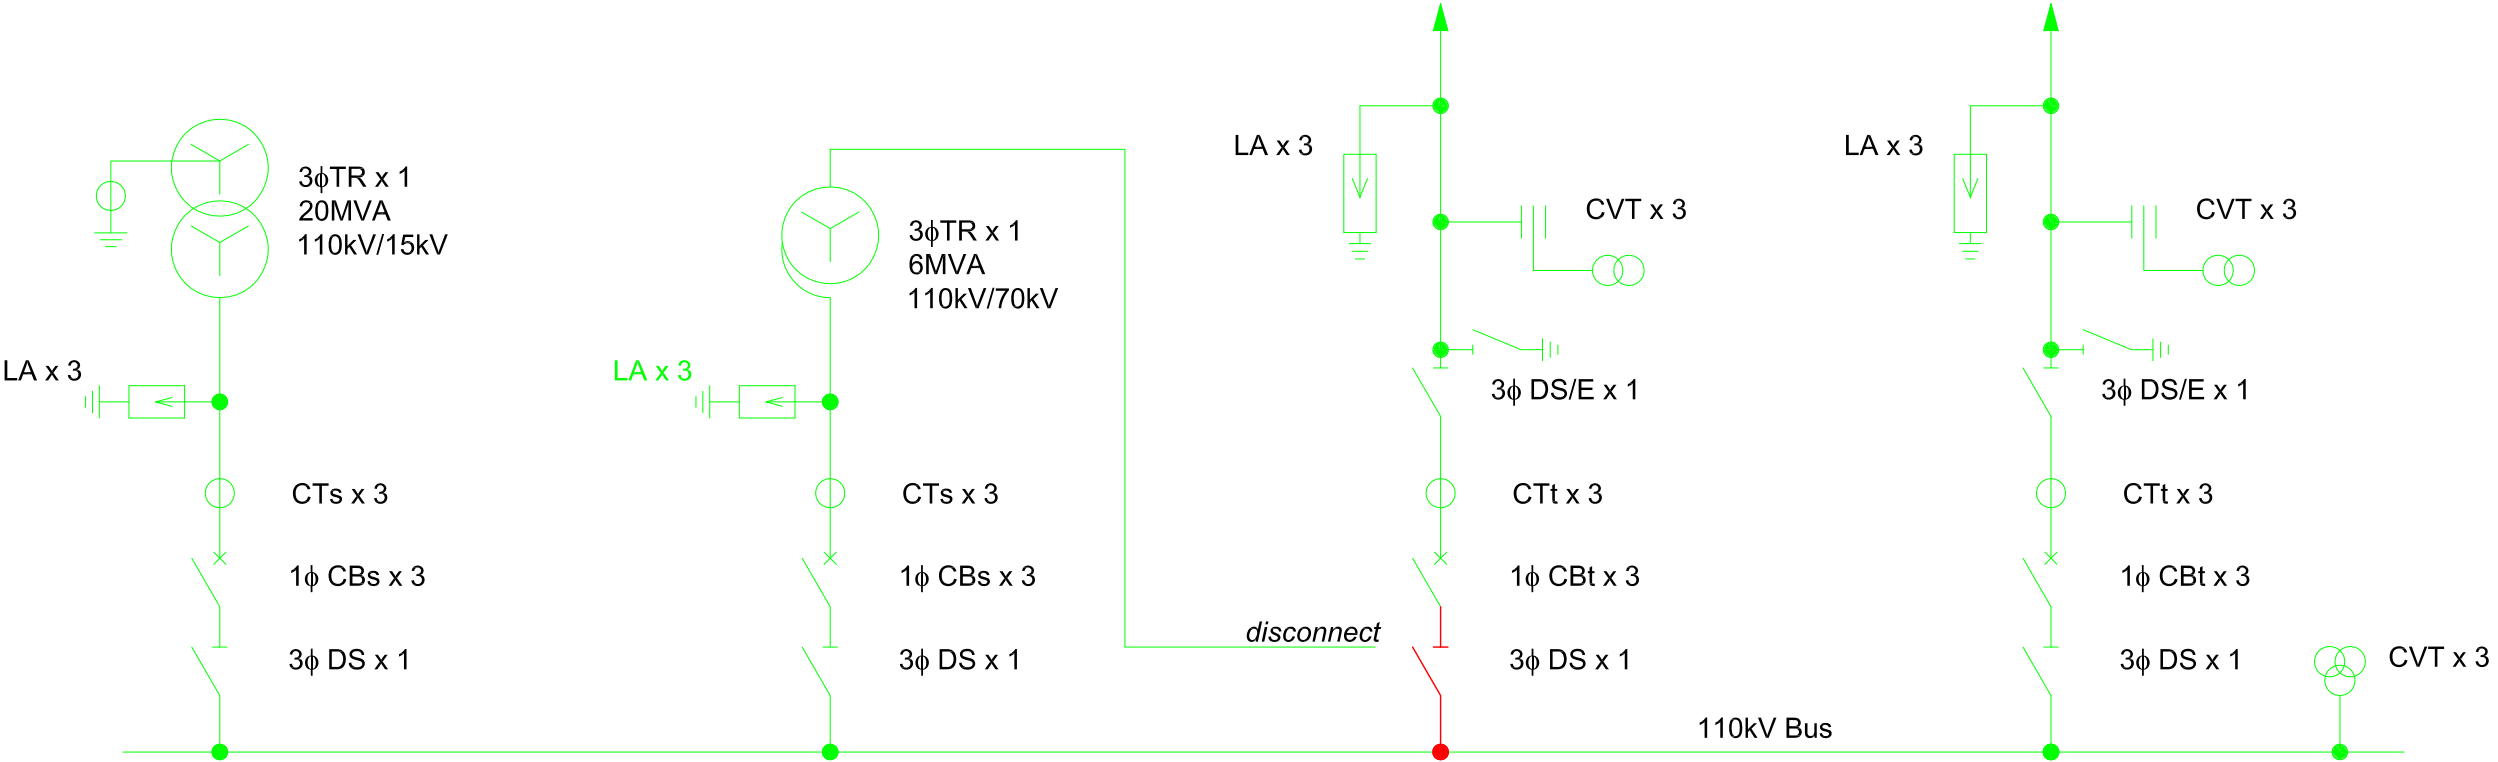 3ϕTR x 1
20MVA
110kV/15kV
LA x 3
CTs x 3
1ϕ CBs x 3
3ϕ DS x 1
3ϕTR x 1
6MVA
110kV/70kV
LA x 3
CTs x 3
1ϕ CBs x 3
3ϕ DS x 1
disconnect
LA x 3
CVT x 3
3ϕ DS/E x 1
CTt x 3
1ϕ CBt x 3
3ϕ DS x 1
110kV Bus
LA x 3
CVT x 3
3ϕ DS/E x 1
CTt x 3
1ϕ CBt x 3
3ϕ DS x 1
CVT x 3